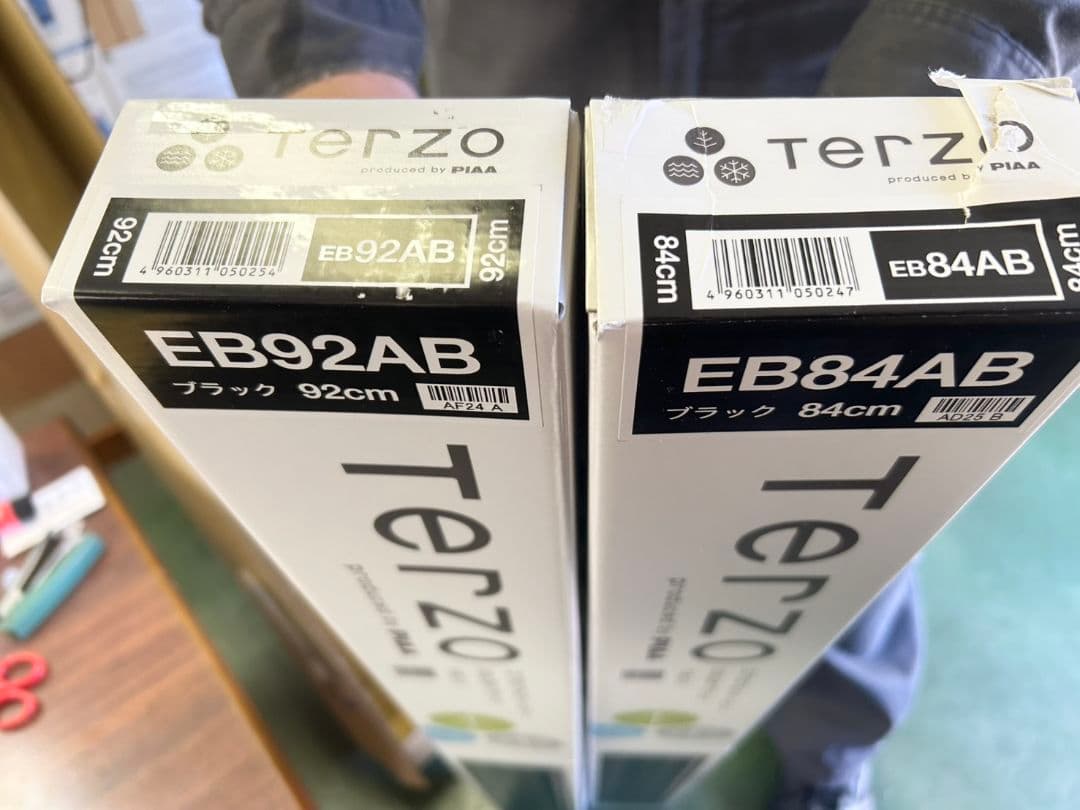 Terzo
produced by PIAA
92cm
4 960311 050254
EB92AB
92cm
EB92AB
ブラック 92cm
AF24 A
Terzo
produced by PIAA
Terzo
produced by PIAA
84cm
4 960311 050247
EB84AB
84cm
EB84AB
ブラック 84cm
AD25 B
Terzo
produced by PIAA